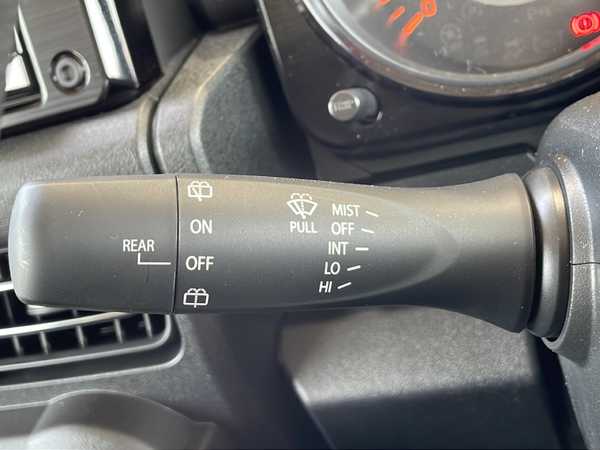 MIST
OFF
INT
LO
HI
PULL
ON
OFF
REAR